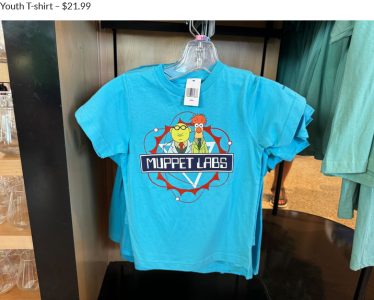 Youth T-shirt – $21.99
MUPPET LABS